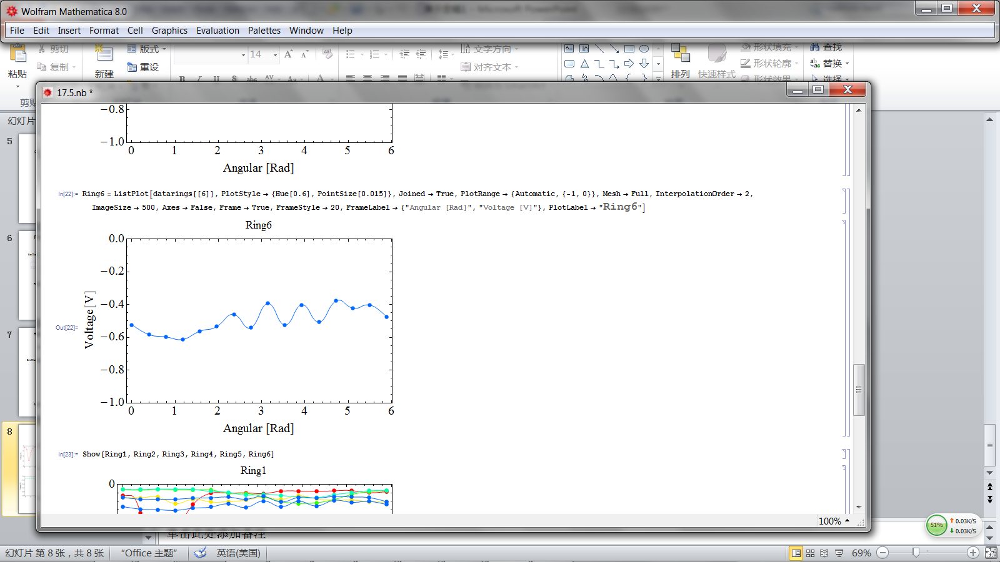 Wolfram Mathematica 8.0
File Edit Insert Format Cell Graphics Evaluation Palettes Window Help
剪切 版式 14 文字方向 形状填充 查找
复制 重设 对齐文本 形状轮廓 替换
粘贴 新建 排列 快速样式 形状效果 选择
17.5.nb *
幻灯片
5
6
7
8
−0.8
−1.0
0 1 2 3 4 5 6
Angular [Rad]
In[22]:= Ring6 = ListPlot[datarings[[6]], PlotStyle → {Hue[0.6], PointSize[0.015]}, Joined → True, PlotRange → {Automatic, {-1, 0}}, Mesh → Full, InterpolationOrder → 2,
ImageSize → 500, Axes → False, Frame → True, FrameStyle → 20, FrameLabel → {"Angular [Rad]", "Voltage [V]"}, PlotLabel → "Ring6"]
Ring6
0.0
−0.2
−0.4
−0.6
−0.8
−1.0
Voltage[V]
Out[22]=
0 1 2 3 4 5 6
Angular [Rad]
In[23]:= Show[Ring1, Ring2, Ring3, Ring4, Ring5, Ring6]
Ring1
0
100%
51% 0.03K/S
0.03K/S
单击此处添加备注
幻灯片 第 8 张，共 8 张 “Office 主题” 英语(美国) 69%